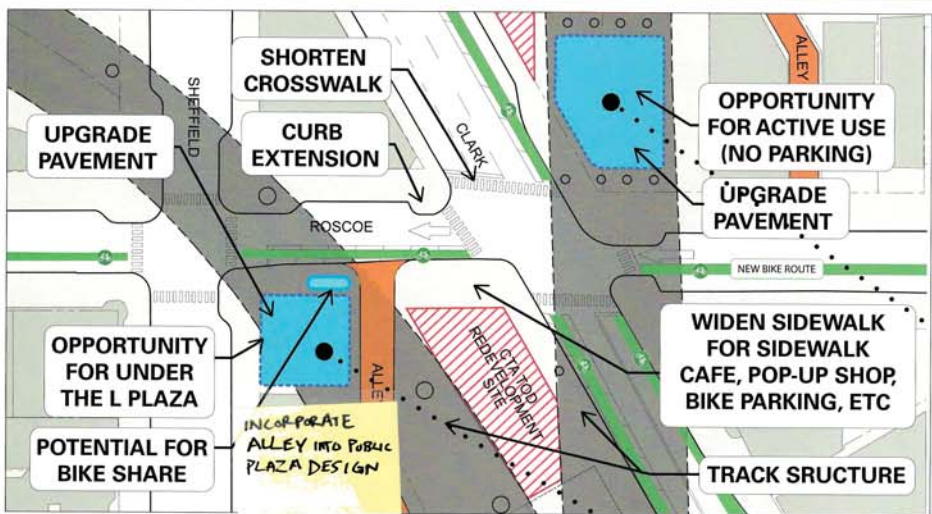 SHORTEN
CROSSWALK
CURB
EXTENSION
UPGRADE
PAVEMENT
SHEFFIELD
CLARK
ROSCOE
ALLEY
OPPORTUNITY
FOR ACTIVE USE
(NO PARKING)
UPGRADE
PAVEMENT
NEW BIKE ROUTE
OPPORTUNITY
FOR UNDER
THE L PLAZA
POTENTIAL FOR
BIKE SHARE
ALLE
INCORPORATE
ALLEY INTO PUBLIC
PLAZA DESIGN
CTA TOD
REDEVELOPMENT
SITE
WIDEN SIDEWALK
FOR SIDEWALK
CAFE, POP-UP SHOP,
BIKE PARKING, ETC
TRACK SRUCTURE